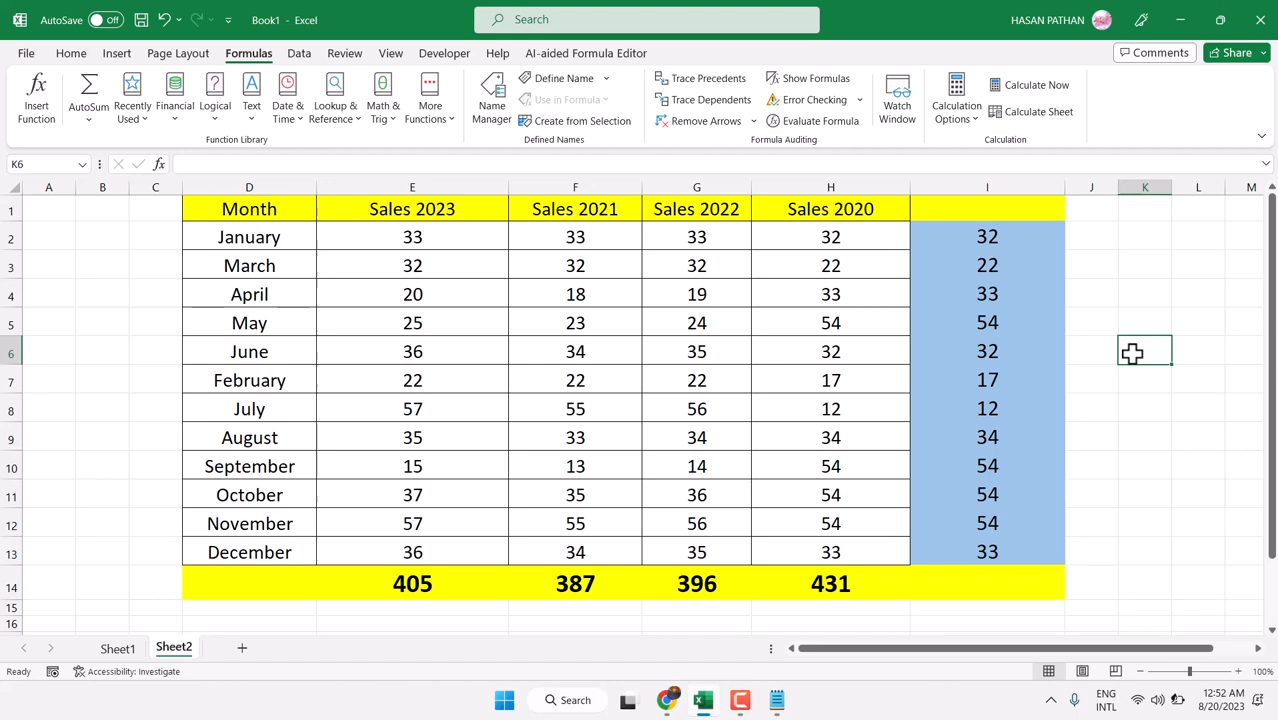 AutoSave Off Book1 - Excel Search HASAN PATHAN
File Home Insert Page Layout Formulas Data Review View Developer Help AI-aided Formula Editor Comments Share
Insert Function
AutoSum
Recently Used
Financial
Logical
Text
Date & Time
Lookup & Reference
Math & Trig
More Functions
Function Library
Name Manager
Define Name
Use in Formula
Create from Selection
Defined Names
Trace Precedents
Trace Dependents
Remove Arrows
Show Formulas
Error Checking
Evaluate Formula
Formula Auditing
Watch Window
Calculation Options
Calculate Now
Calculate Sheet
Calculation
K6 fx
A B C D E F G H I J K L M
1 Month Sales 2023 Sales 2021 Sales 2022 Sales 2020
2 January 33 33 33 32 32
3 March 32 32 32 22 22
4 April 20 18 19 33 33
5 May 25 23 24 54 54
6 June 36 34 35 32 32
7 February 22 22 22 17 17
8 July 57 55 56 12 12
9 August 35 33 34 34 34
10 September 15 13 14 54 54
11 October 37 35 36 54 54
12 November 57 55 56 54 54
13 December 36 34 35 33 33
14 405 387 396 431
15
16
Sheet1 Sheet2
Ready Accessibility: Investigate 100%
Search ENG INTL 12:52 AM 8/20/2023